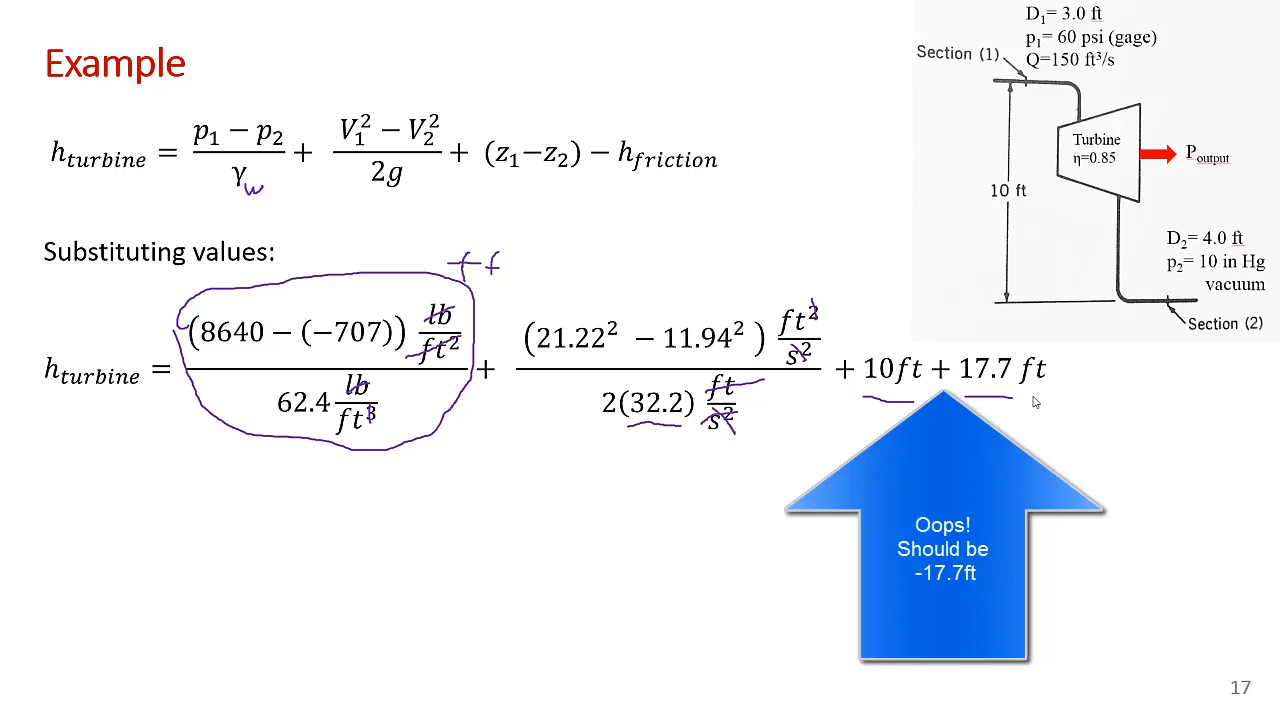 Example
D₁= 3.0 ft
p₁= 60 psi (gage)
Q=150 ft³/s
Section (1)
Turbine
η=0.85
P_output
10 ft
D₂= 4.0 ft
p₂= 10 in Hg
vacuum
Section (2)
h_turbine = (p₁ − p₂)/γ_w + (V₁² − V₂²)/2g + (z₁−z₂) − h_friction
Substituting values:
ft
h_turbine = (8640 − (−707)) lb/ft² / 62.4 lb/ft³ + (21.22² − 11.94²) ft²/s² / 2(32.2) ft/s² + 10ft + 17.7 ft
Oops!
Should be
-17.7ft
17